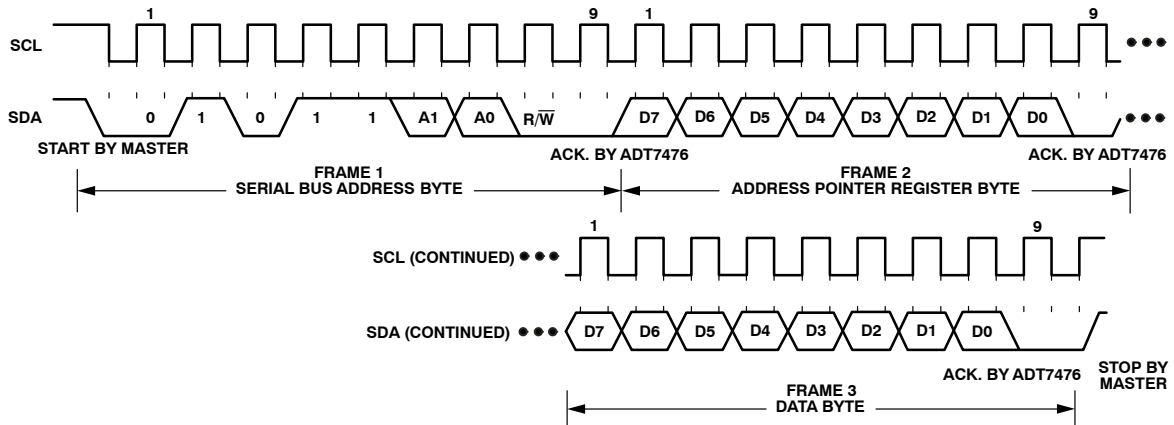 1 9 1 9
SCL
SDA 0 1 0 1 1 A1 A0 R/W̅ D7 D6 D5 D4 D3 D2 D1 D0
START BY MASTER ACK. BY ADT7476 ACK. BY ADT7476
FRAME 1 FRAME 2
SERIAL BUS ADDRESS BYTE ADDRESS POINTER REGISTER BYTE
1 9
SCL (CONTINUED)
SDA (CONTINUED) D7 D6 D5 D4 D3 D2 D1 D0
ACK. BY ADT7476 STOP BY
MASTER
FRAME 3
DATA BYTE